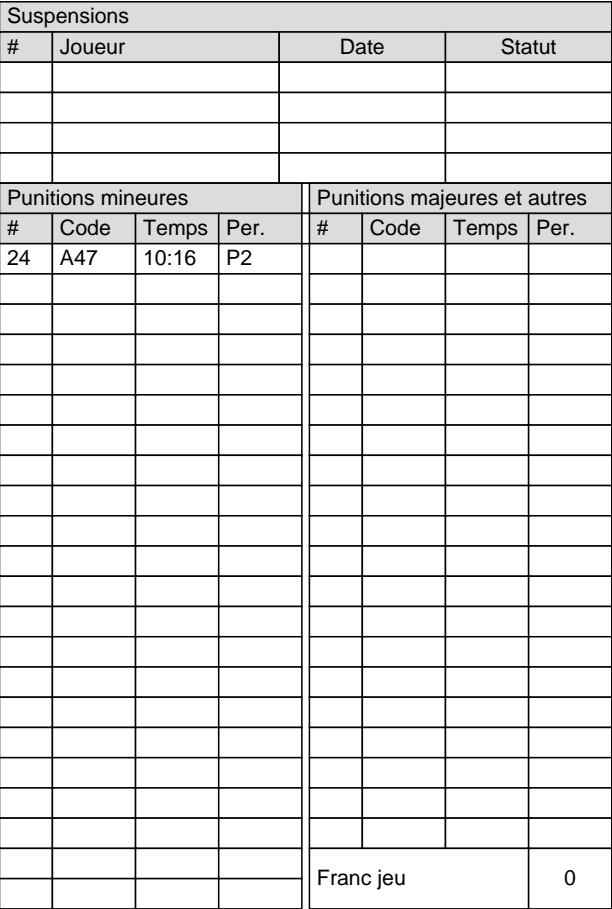 Suspensions
# Joueur Date Statut
Punitions mineures Punitions majeures et autres
# Code Temps Per. # Code Temps Per.
24 A47 10:16 P2
Franc jeu 0